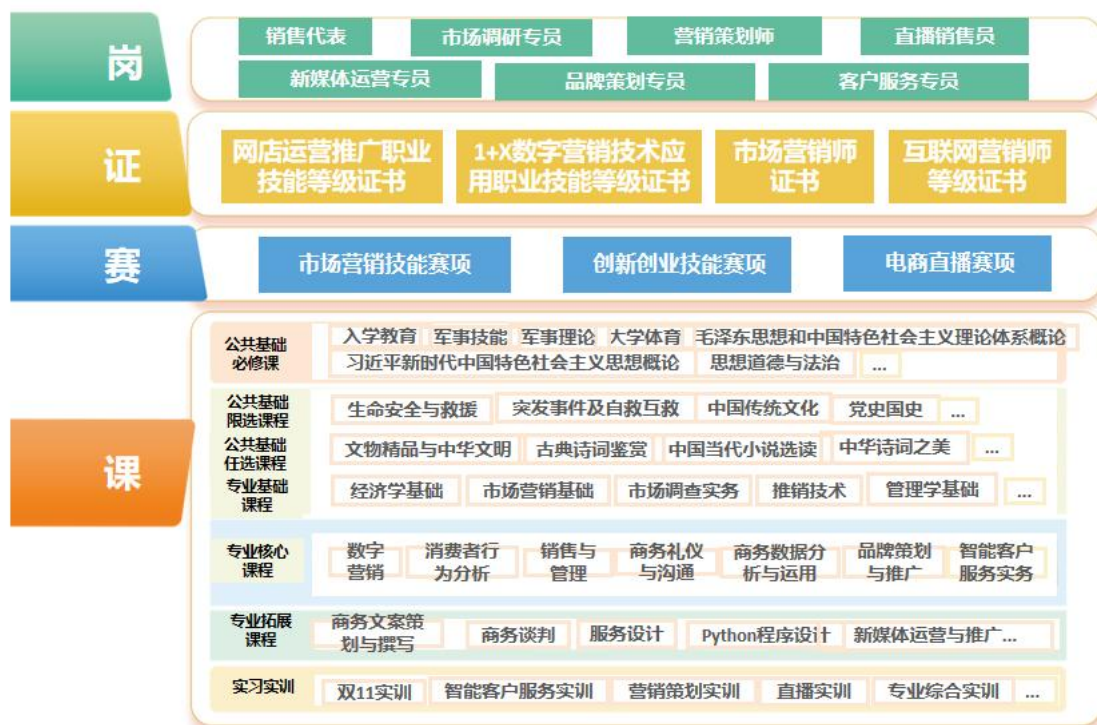 岗
销售代表 市场调研专员 营销策划师 直播销售员
新媒体运营专员 品牌策划专员 客户服务专员
证
网店运营推广职业
技能等级证书
1+X数字营销技术应
用职业技能等级证书
市场营销师
证书
互联网营销师
等级证书
赛
市场营销技能赛项 创新创业技能赛项 电商直播赛项
课
公共基础
必修课
入学教育 军事技能 军事理论 大学体育 毛泽东思想和中国特色社会主义理论体系概论
习近平新时代中国特色社会主义思想概论 思想道德与法治 ...
公共基础
限选课程
生命安全与救援 突发事件及自救互救 中国传统文化 党史国史 ...
公共基础
任选课程
文物精品与中华文明 古典诗词鉴赏 中国当代小说选读 中华诗词之美 ...
专业基础
课程
经济学基础 市场营销基础 市场调查实务 推销技术 管理学基础 ...
专业核心
课程
数字
营销
消费者行
为分析
销售与
管理
商务礼仪
与沟通
商务数据分
析与运用
品牌策划
与推广
智能客户
服务实务
专业拓展
课程
商务文案策
划与撰写
商务谈判 服务设计 Python程序设计 新媒体运营与推广...
实习实训
双11实训 智能客户服务实训 营销策划实训 直播实训 专业综合实训 ...